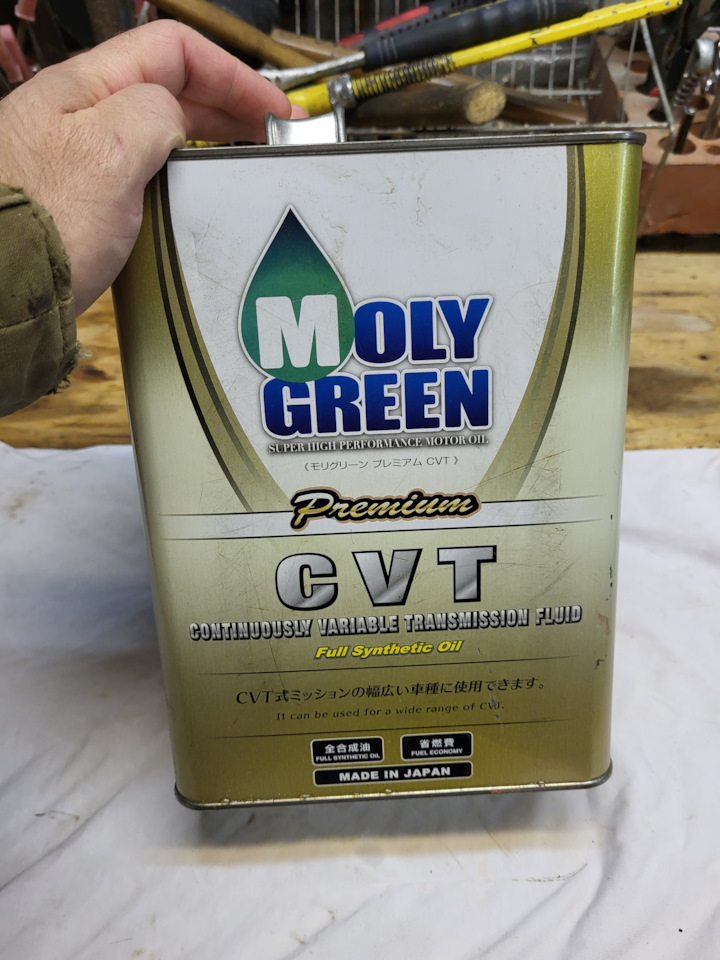 MOLY
GREEN
SUPER HIGH PERFORMANCE MOTOR OIL
《モリグリーン プレミアム CVT》
Premium
CVT
CONTINUOUSLY VARIABLE TRANSMISSION FLUID
Full Synthetic Oil
CVT式ミッションの幅広い車種に使用できます。
It can be used for a wide range of CVT.
全合成油
FULL SYNTHETIC OIL
省燃費
FUEL ECONOMY
MADE IN JAPAN